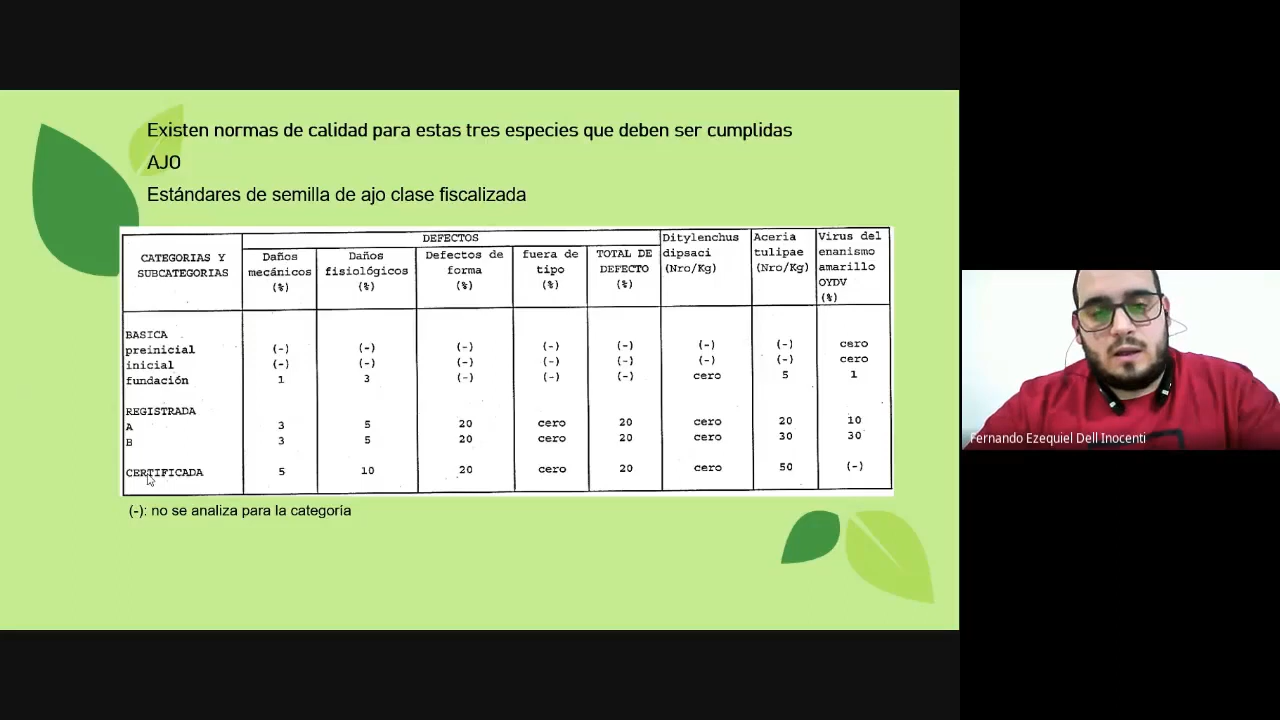 Existen normas de calidad para estas tres especies que deben ser cumplidas
AJO
Estándares de semilla de ajo clase fiscalizada
CATEGORIAS Y SUBCATEGORIAS | DEFECTOS | Ditylenchus dipsaci (Nro/Kg) | Aceria tulipae (Nro/Kg) | Virus del enanismo amarillo OYDV (%)
Daños mecánicos (%) | Daños fisiológicos (%) | Defectos de forma (%) | fuera de tipo (%) | TOTAL DE DEFECTO (%)
BASICA
preinicial (-) (-) (-) (-) (-) (-) (-) cero
inicial (-) (-) (-) (-) (-) (-) (-) cero
fundación 1 3 (-) (-) (-) cero 5 1
REGISTRADA
A 3 5 20 cero 20 cero 20 10
B 3 5 20 cero 20 cero 30 30
CERTIFICADA 5 10 20 cero 20 cero 50 (-)
(-): no se analiza para la categoría
Fernando Ezequiel Dell Inocenti